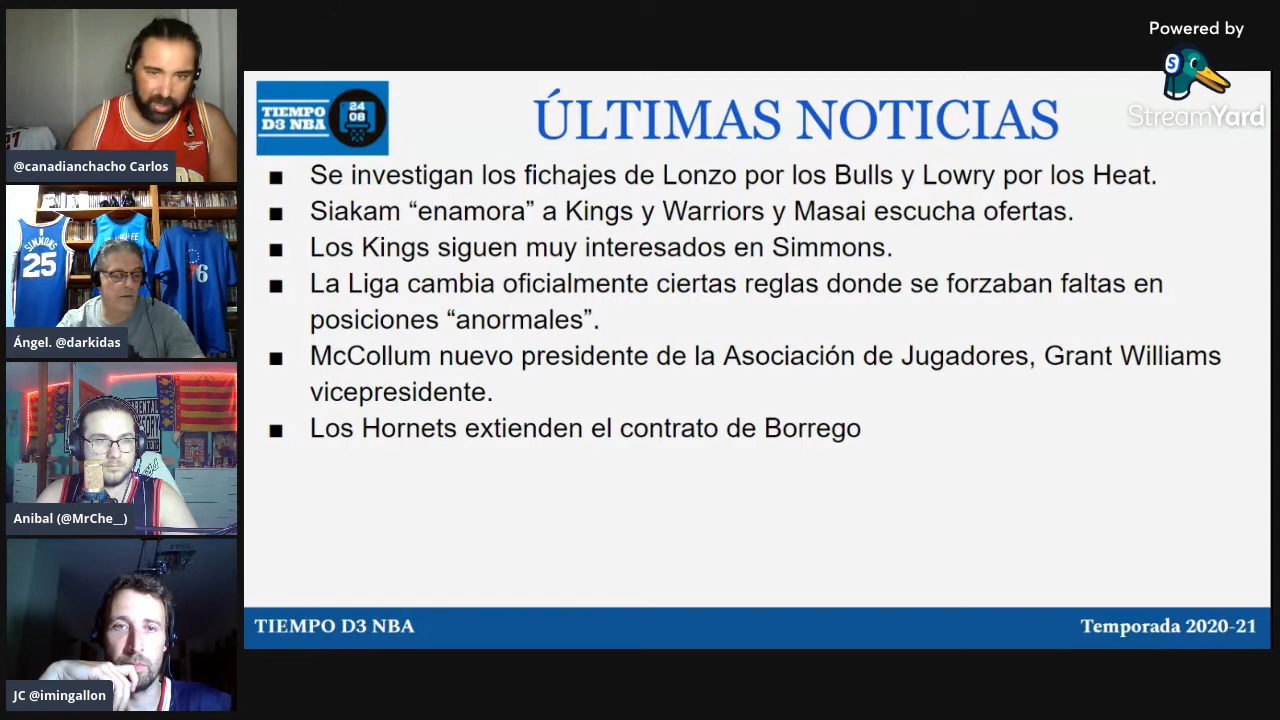 Powered by
StreamYard
TIEMPO
D3 NBA
24
08
ÚLTIMAS NOTICIAS
■ Se investigan los fichajes de Lonzo por los Bulls y Lowry por los Heat.
■ Siakam “enamora” a Kings y Warriors y Masai escucha ofertas.
■ Los Kings siguen muy interesados en Simmons.
■ La Liga cambia oficialmente ciertas reglas donde se forzaban faltas en
posiciones “anormales”.
■ McCollum nuevo presidente de la Asociación de Jugadores, Grant Williams
vicepresidente.
■ Los Hornets extienden el contrato de Borrego
TIEMPO D3 NBA
Temporada 2020-21
@canadianchacho Carlos
SIMMONS
25
Ángel. @darkidas
Anibal (@MrChe__)
JC @imingallon